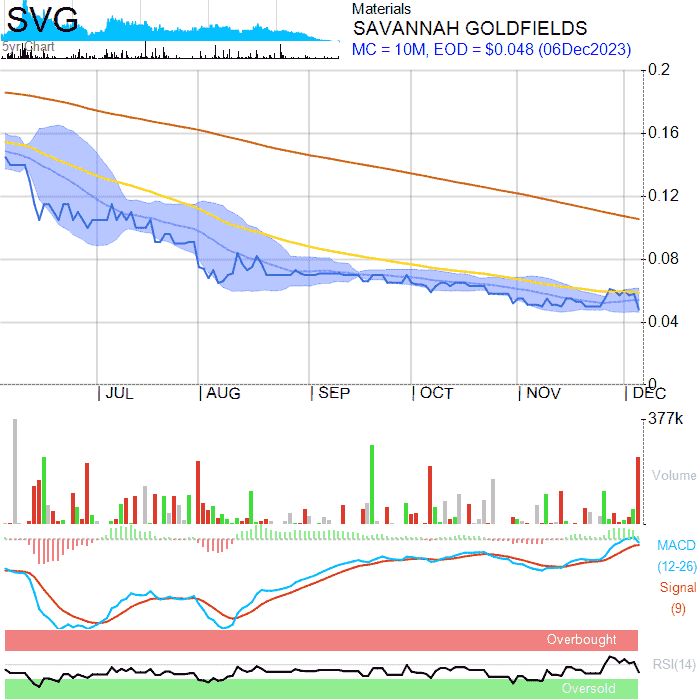 SVG
5yr Chart
Materials
SAVANNAH GOLDFIELDS
MC = 10M, EOD = $0.048 (06Dec2023)
0.2
0.16
0.12
0.08
0.04
0
JUL AUG SEP OCT NOV DEC
377k
Volume
MACD
(12-26)
Signal
(9)
Overbought
RSI(14)
Oversold